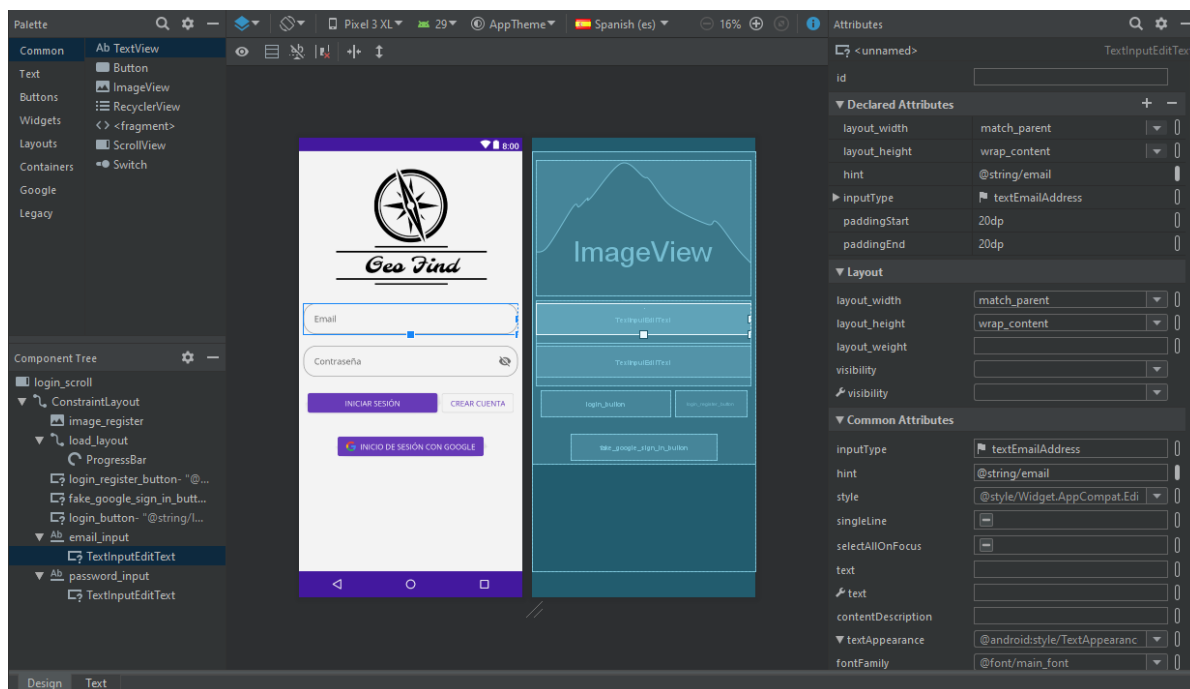 Palette
Common
Text
Buttons
Widgets
Layouts
Containers
Google
Legacy
Ab TextView
Button
ImageView
RecyclerView
<> <fragment>
ScrollView
Switch
Pixel 3 XL
29
AppTheme
Spanish (es)
16%
8:00
Geo Find
Email
Contraseña
INICIAR SESIÓN
CREAR CUENTA
G INICIO DE SESIÓN CON GOOGLE
ImageView
TextInputEditText
TextInputEditText
login_button
login_register_button
fake_google_sign_in_button
Component Tree
login_scroll
ConstraintLayout
image_register
load_layout
ProgressBar
login_register_button- "@...
fake_google_sign_in_butt...
login_button- "@string/l...
Ab email_input
TextInputEditText
Ab password_input
TextInputEditText
Design Text
Attributes
<unnamed> TextInputEditTex
id
Declared Attributes
layout_width match_parent
layout_height wrap_content
hint @string/email
inputType textEmailAddress
paddingStart 20dp
paddingEnd 20dp
Layout
layout_width match_parent
layout_height wrap_content
layout_weight
visibility
visibility
Common Attributes
inputType textEmailAddress
hint @string/email
style @style/Widget.AppCompat.Edi
singleLine
selectAllOnFocus
text
text
contentDescription
textAppearance @android:style/TextAppearanc
fontFamily @font/main_font